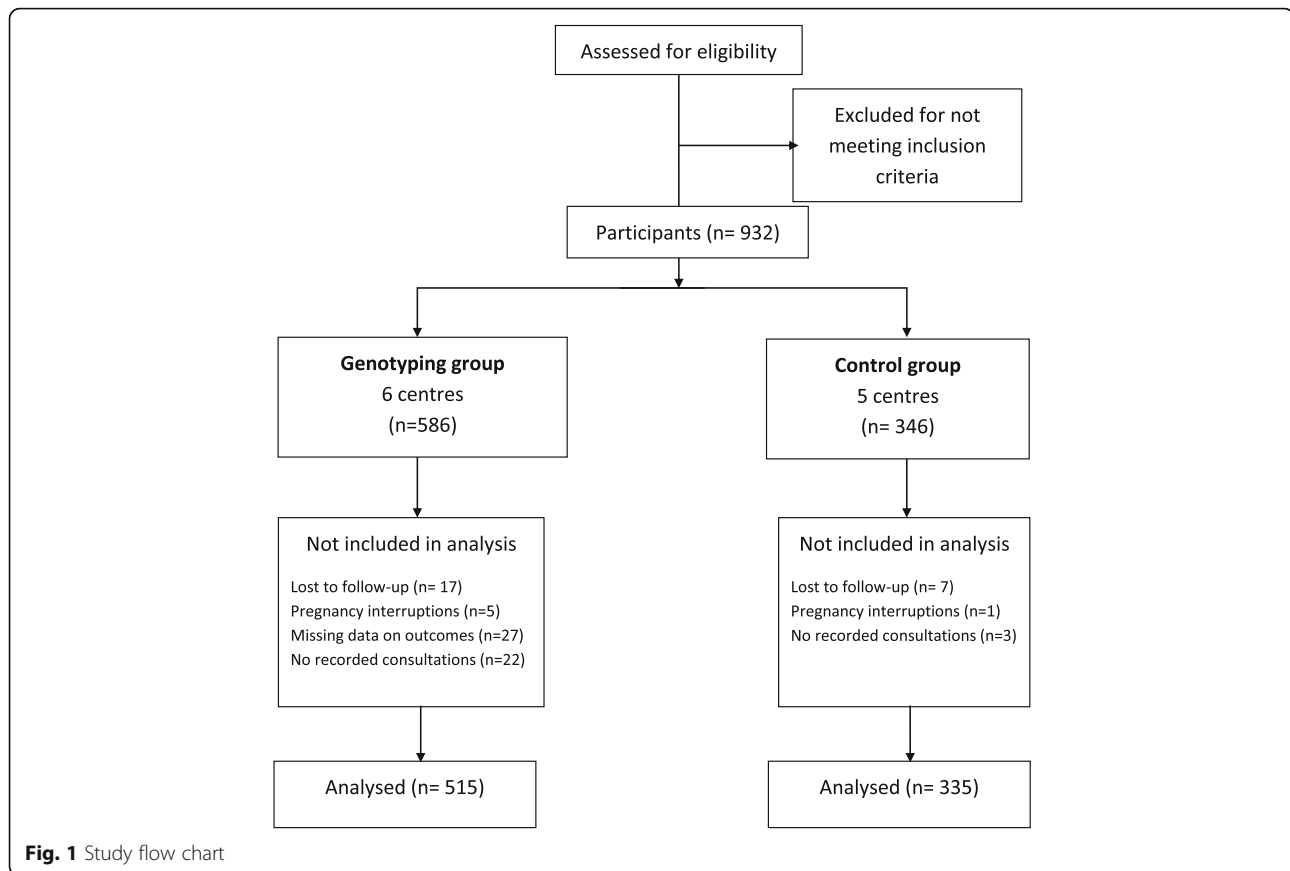 Assessed for eligibility
Excluded for not
meeting inclusion
criteria
Participants (n= 932)
Genotyping group
6 centres
(n=586)
Control group
5 centres
(n= 346)
Not included in analysis
Lost to follow-up (n= 17)
Pregnancy interruptions (n=5)
Missing data on outcomes (n=27)
No recorded consultations (n=22)
Not included in analysis
Lost to follow-up (n= 7)
Pregnancy interruptions (n=1)
No recorded consultations (n=3)
Analysed (n= 515)
Analysed (n= 335)
Fig. 1 Study flow chart